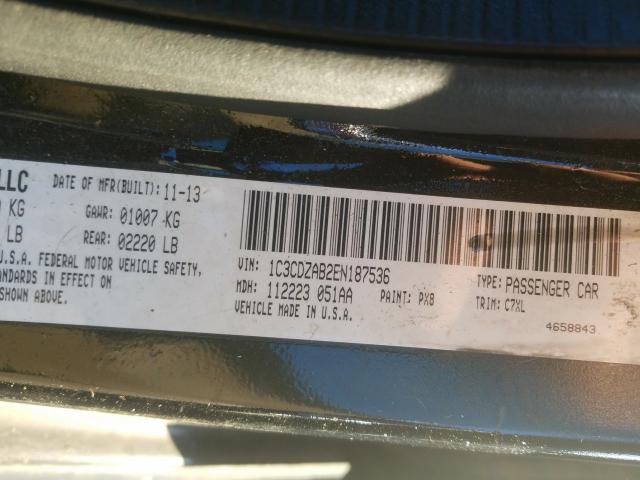 LLC DATE OF MFR(BUILT): 11-13
KG GAWR: 01007 KG
LB REAR: 02220 LB
U.S.A. FEDERAL MOTOR VEHICLE SAFETY,
STANDARDS IN EFFECT ON
SHOWN ABOVE.
VIN: 1C3CDZAB2EN187536
MDH: 112223 051AA PAINT: PX8
VEHICLE MADE IN U.S.A.
TYPE: PASSENGER CAR
TRIM: C7XL
4658843